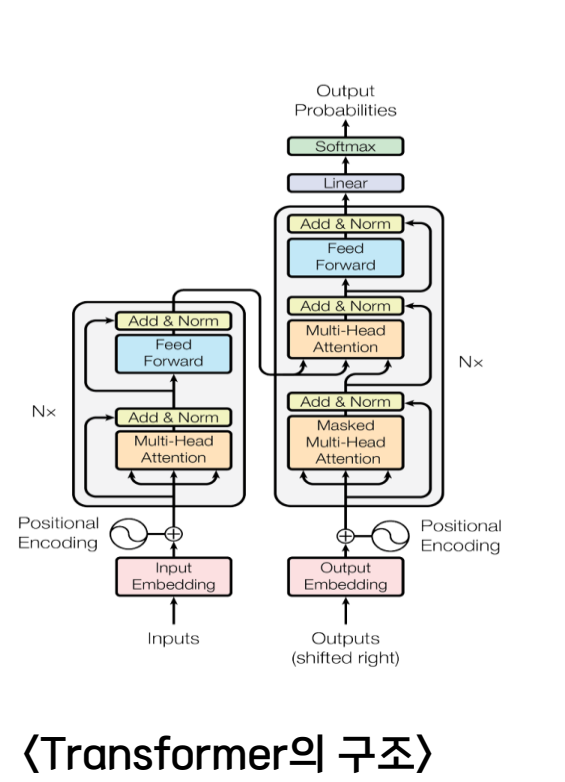 Output
Probabilities
Softmax
Linear
Add & Norm
Feed
Forward
Add & Norm
Multi-Head
Attention
Add & Norm
Masked
Multi-Head
Attention
Nx
Add & Norm
Feed
Forward
Add & Norm
Multi-Head
Attention
Nx
Positional
Encoding
Positional
Encoding
Input
Embedding
Output
Embedding
Inputs
Outputs
(shifted right)
〈Transformer의 구조〉